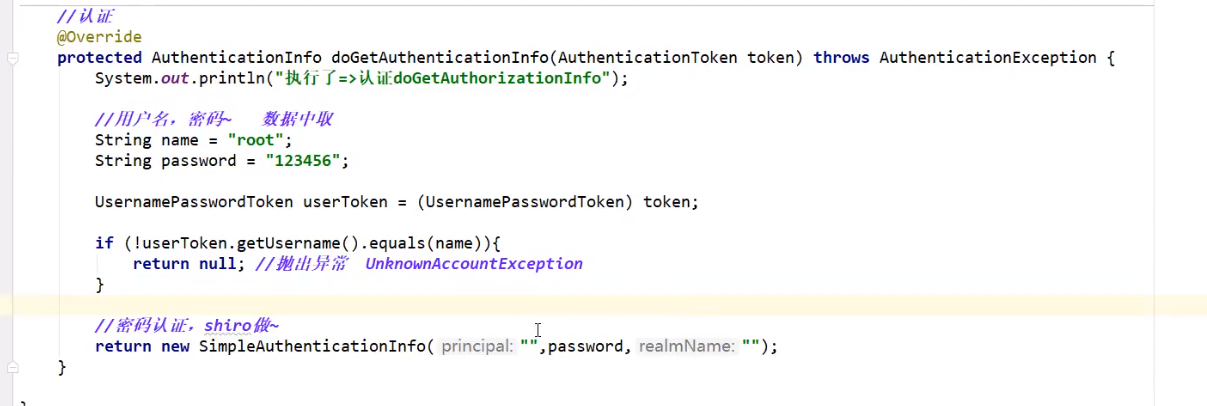 //认证
@Override
protected AuthenticationInfo doGetAuthenticationInfo(AuthenticationToken token) throws AuthenticationException {
System.out.println("执行了=>认证doGetAuthorizationInfo");
//用户名，密码~   数据中取
String name = "root";
String password = "123456";
UsernamePasswordToken userToken = (UsernamePasswordToken) token;
if (!userToken.getUsername().equals(name)){
return null; //抛出异常  UnknownAccountException
}
//密码认证，shiro做~
return new SimpleAuthenticationInfo( principal: "",password, realmName: "");
}
}